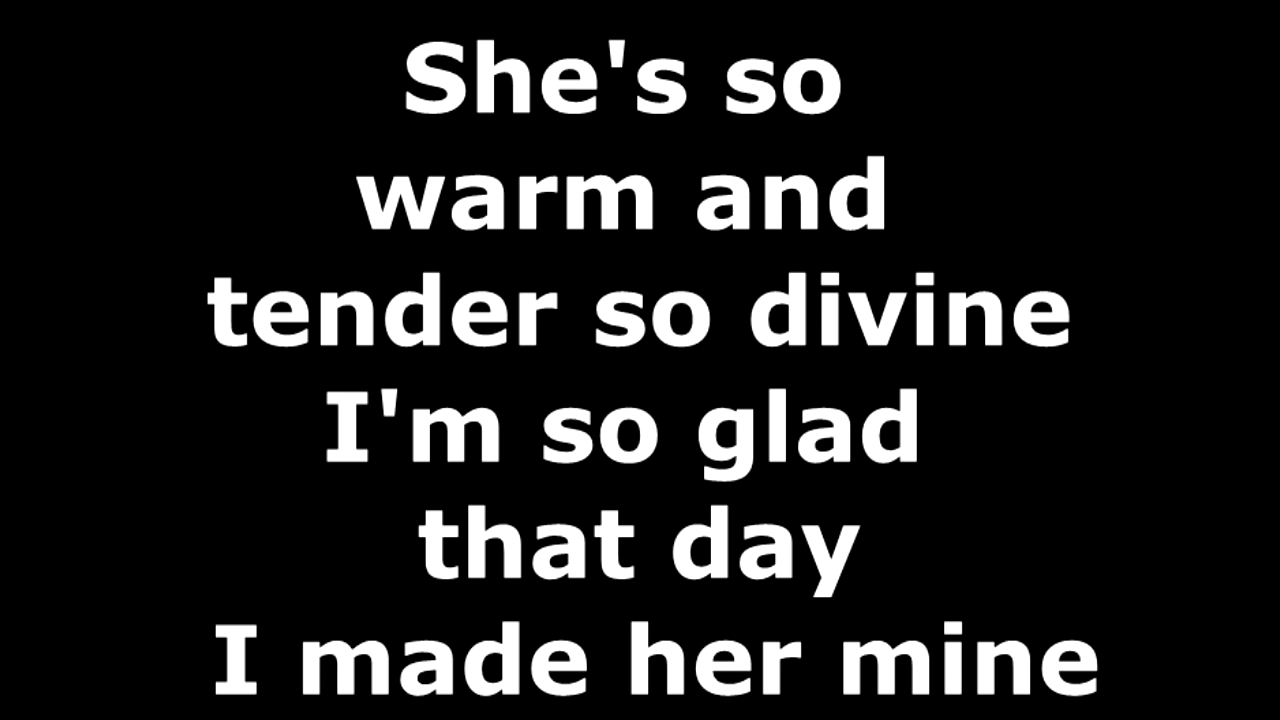 She's so
warm and
tender so divine
I'm so glad
that day
I made her mine